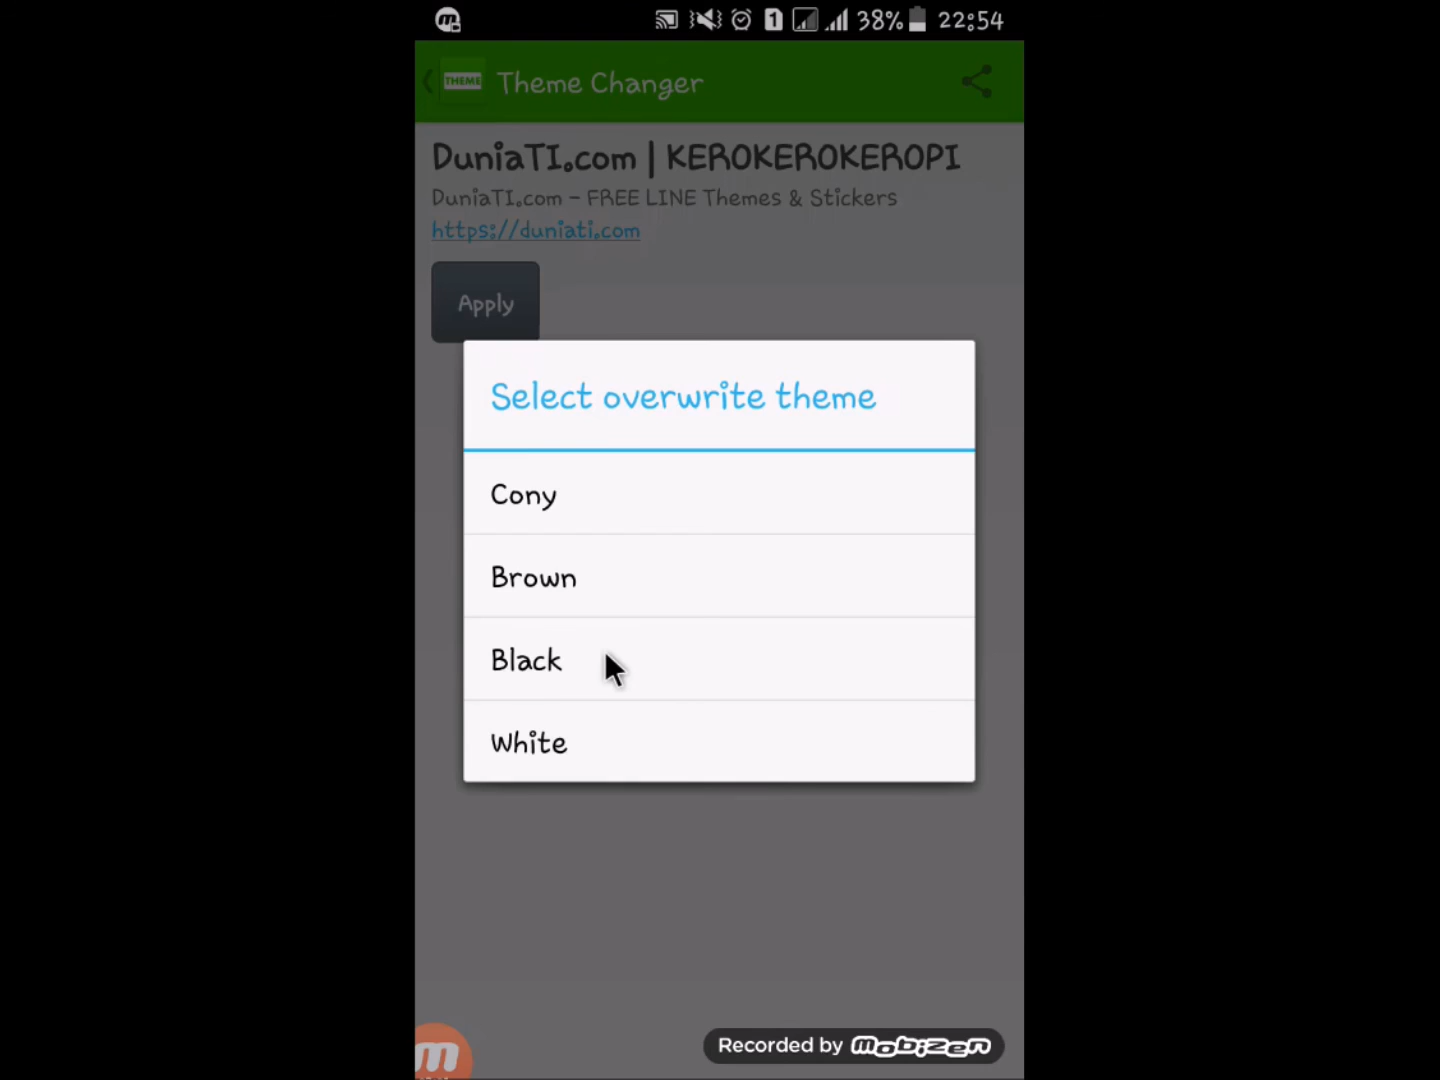 1 38% 22:54
THEME Theme Changer
DuniaTI.com | KEROKEROKEROPI
DuniaTI.com - FREE LINE Themes & Stickers
https://duniati.com
Apply
Select overwrite theme
Cony
Brown
Black
White
Recorded by mobizen